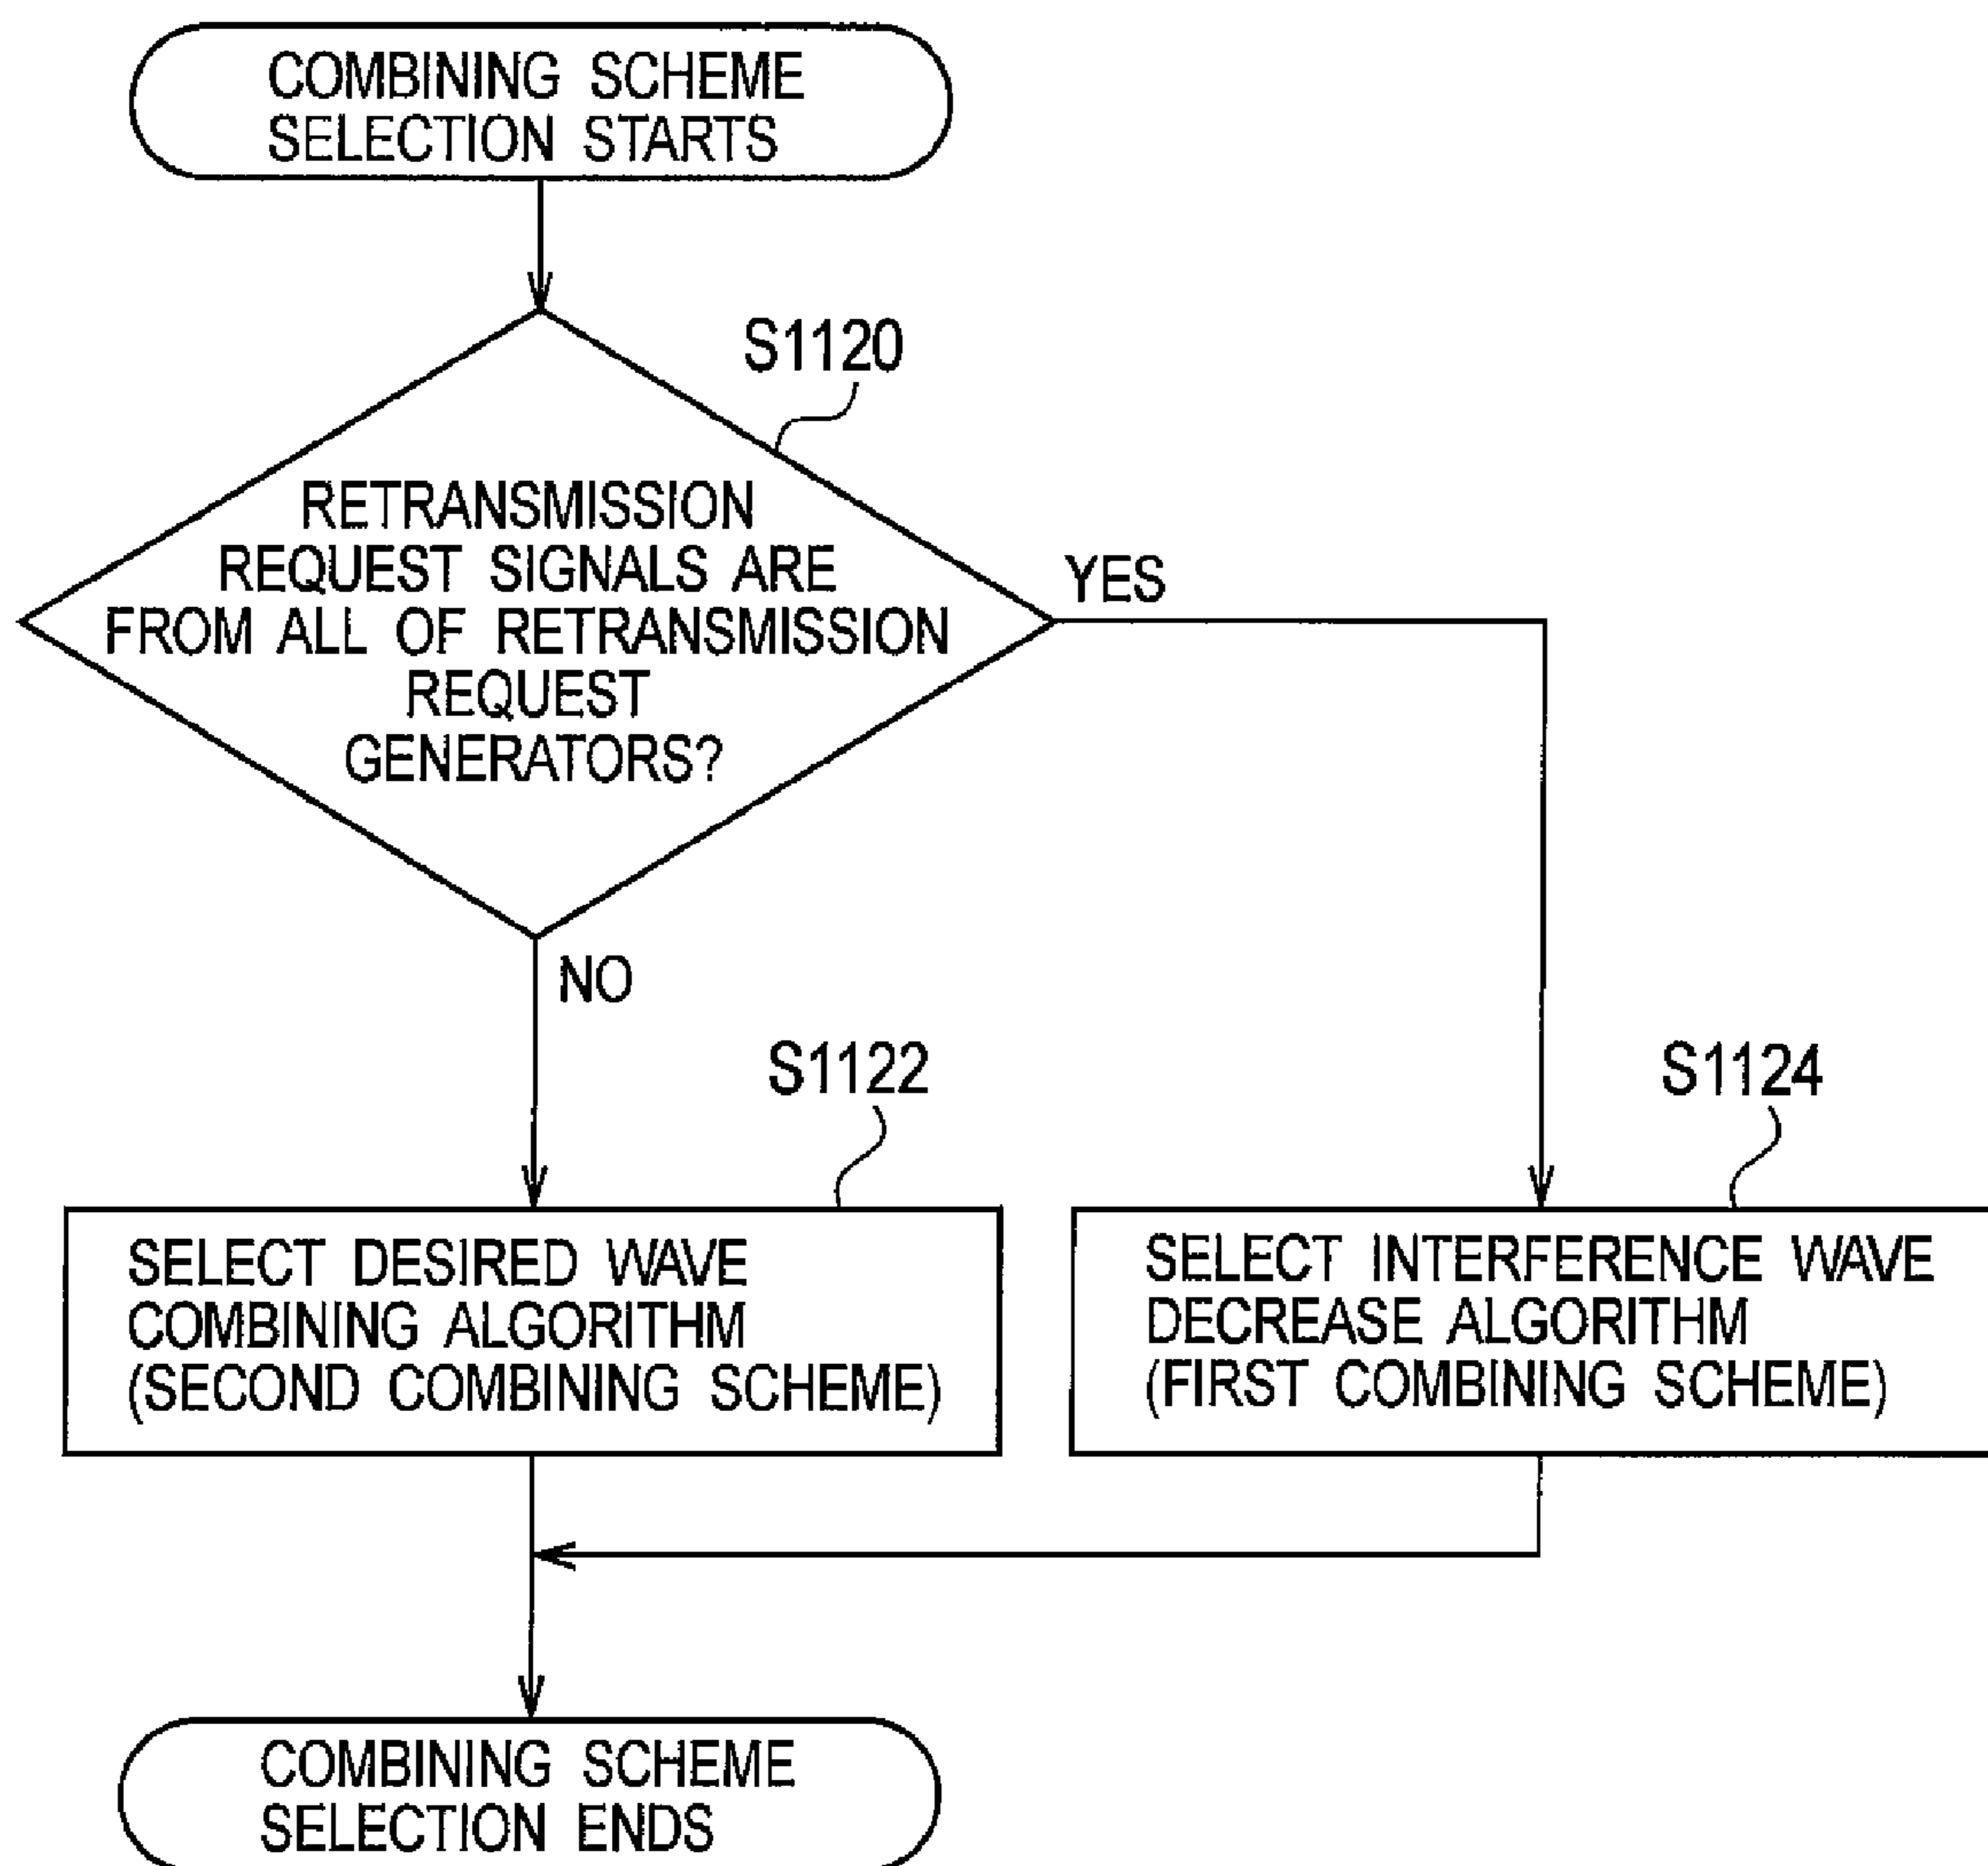 COMBINING SCHEME
SELECTION STARTS
S1120
RETRANSMISSION
REQUEST SIGNALS ARE
FROM ALL OF RETRANSMISSION
REQUEST
GENERATORS?
YES
NO
S1122
SELECT DESIRED WAVE
COMBINING ALGORITHM
(SECOND COMBINING SCHEME)
S1124
SELECT INTERFERENCE WAVE
DECREASE ALGORITHM
(FIRST COMBINING SCHEME)
COMBINING SCHEME
SELECTION ENDS